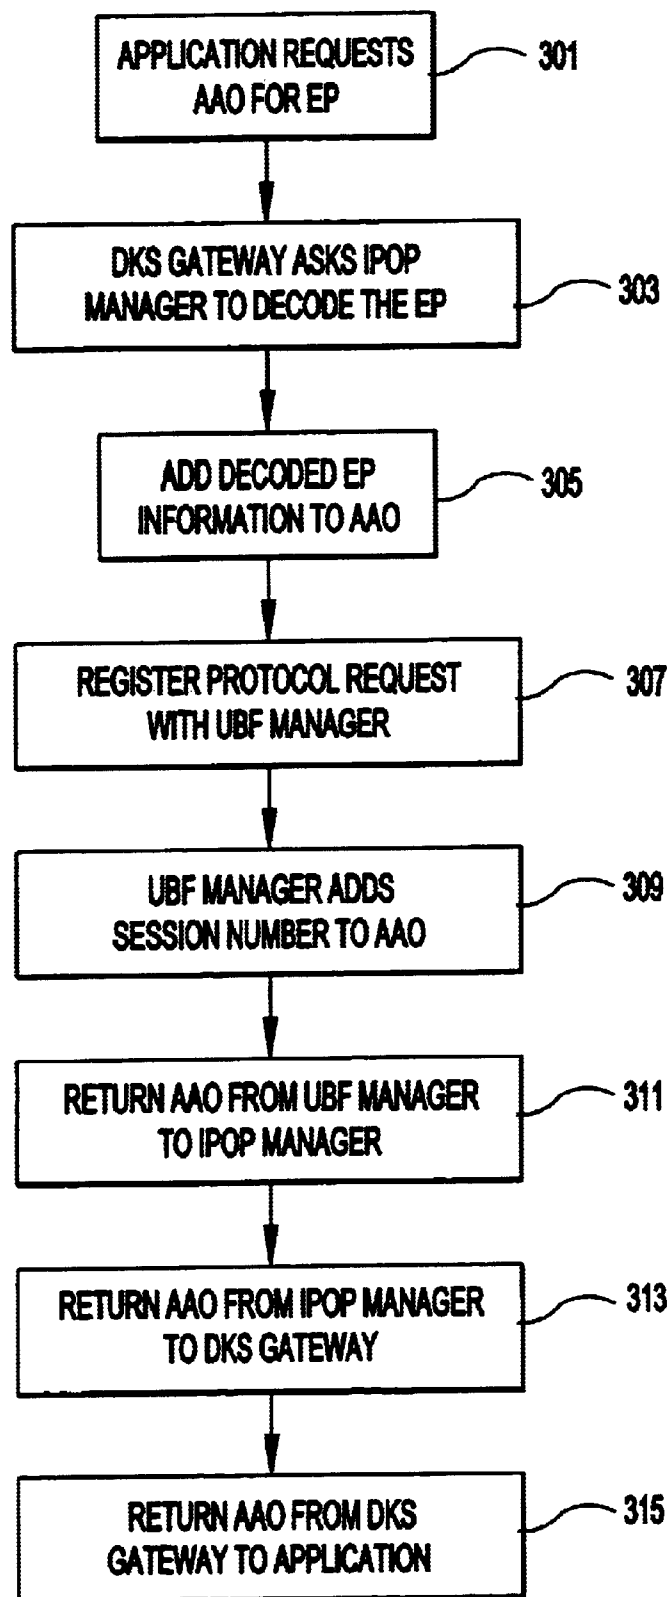 APPLICATION REQUESTS
AAO FOR EP
301
DKS GATEWAY ASKS IPOP
MANAGER TO DECODE THE EP
303
ADD DECODED EP
INFORMATION TO AAO
305
REGISTER PROTOCOL REQUEST
WITH UBF MANAGER
307
UBF MANAGER ADDS
SESSION NUMBER TO AAO
309
RETURN AAO FROM UBF MANAGER
TO IPOP MANAGER
311
RETURN AAO FROM IPOP MANAGER
TO DKS GATEWAY
313
RETURN AAO FROM DKS
GATEWAY TO APPLICATION
315